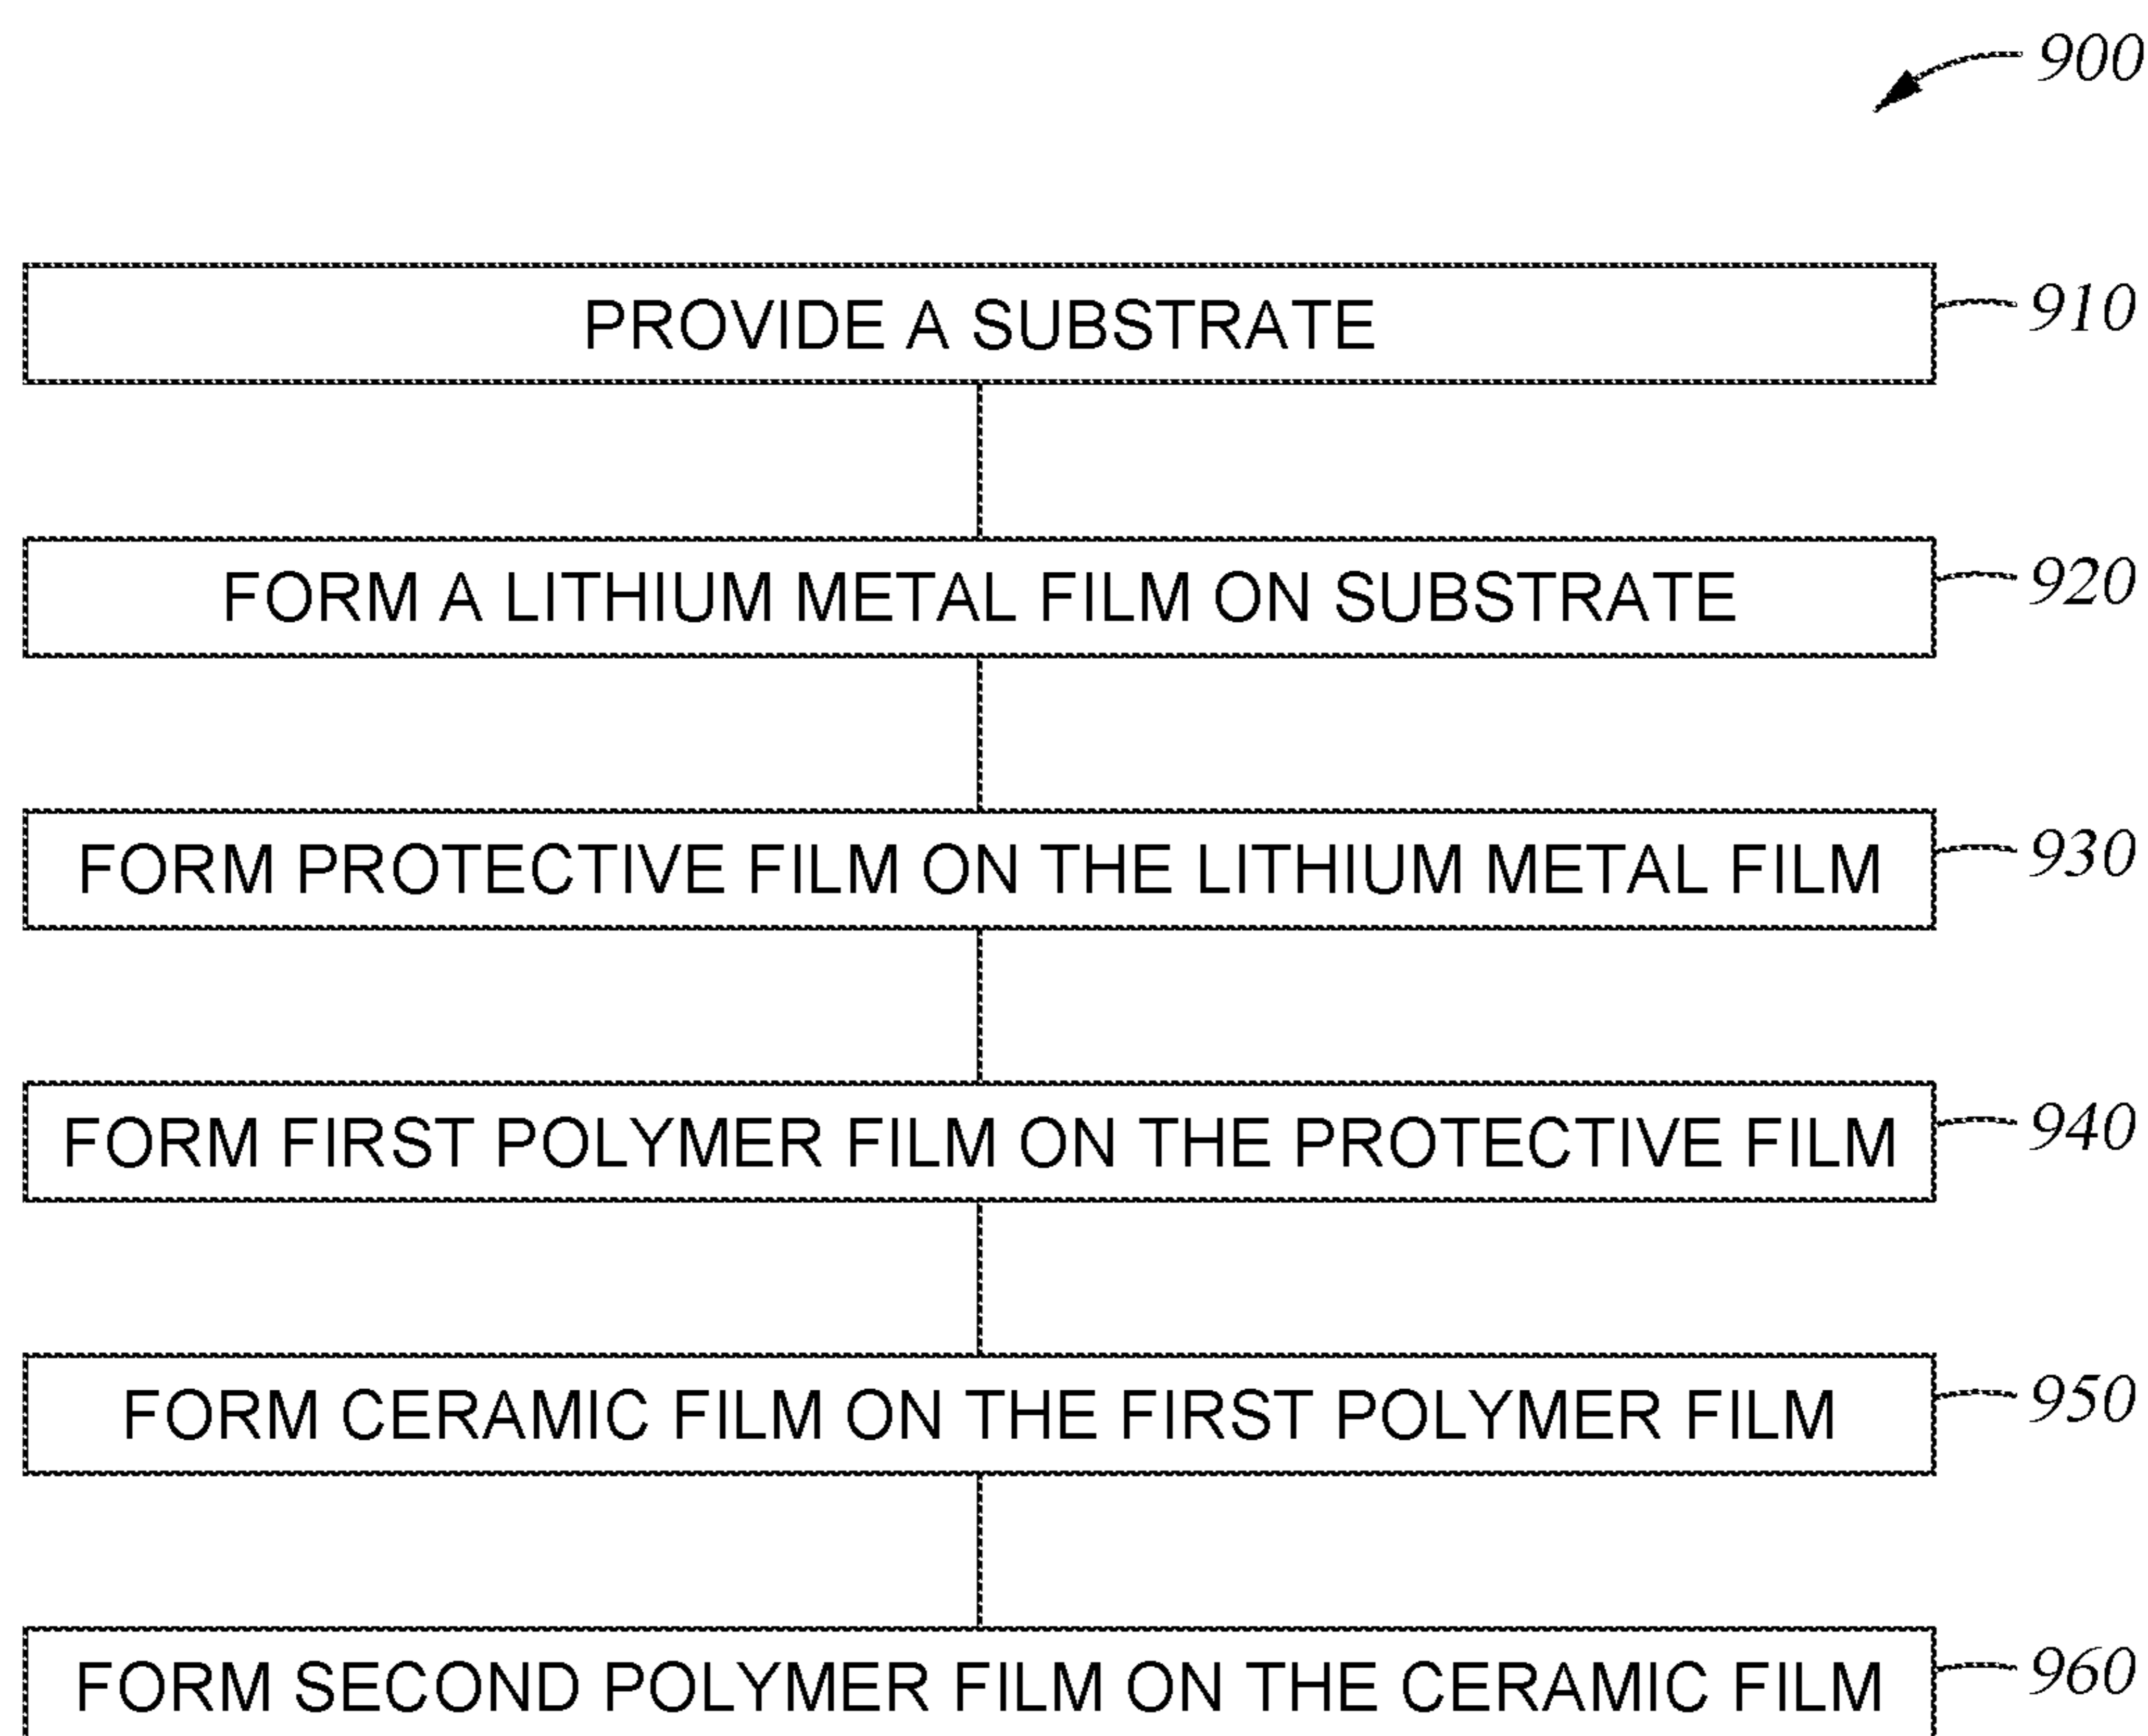 900
PROVIDE A SUBSTRATE 910
FORM A LITHIUM METAL FILM ON SUBSTRATE 920
FORM PROTECTIVE FILM ON THE LITHIUM METAL FILM 930
FORM FIRST POLYMER FILM ON THE PROTECTIVE FILM 940
FORM CERAMIC FILM ON THE FIRST POLYMER FILM 950
FORM SECOND POLYMER FILM ON THE CERAMIC FILM 960